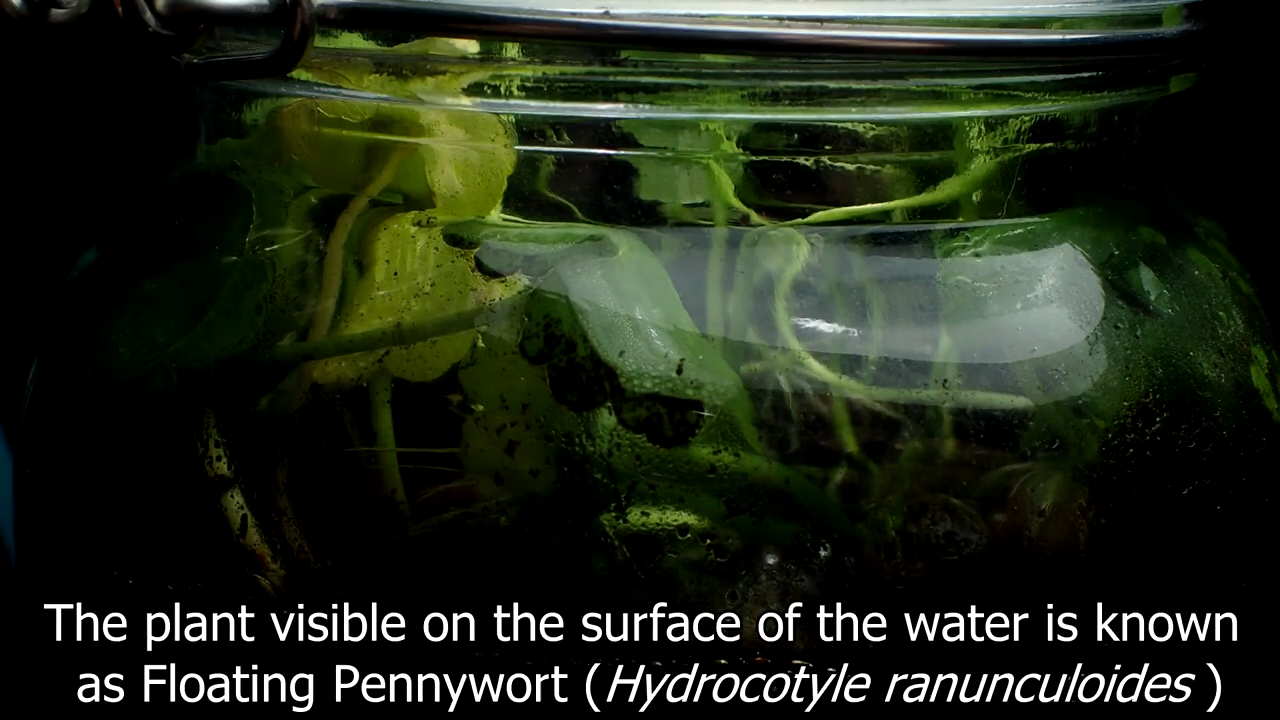 The plant visible on the surface of the water is known
as Floating Pennywort (Hydrocotyle ranunculoides )